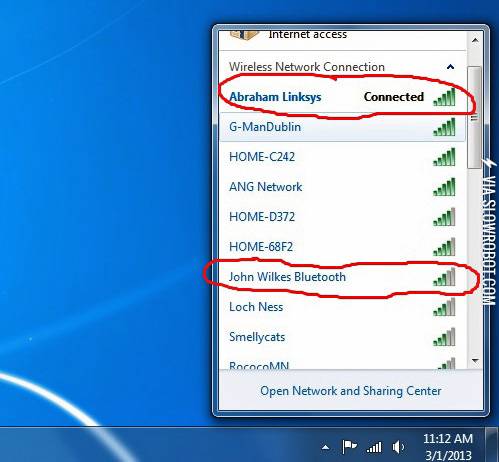 Internet access
Wireless Network Connection
Abraham Linksys Connected
G-ManDublin
HOME-C242
ANG Network
HOME-D372
HOME-68F2
John Wilkes Bluetooth
Loch Ness
Smellycats
RococoMN
Open Network and Sharing Center
11:12 AM
3/1/2013
VIA SLOWROBOT.COM